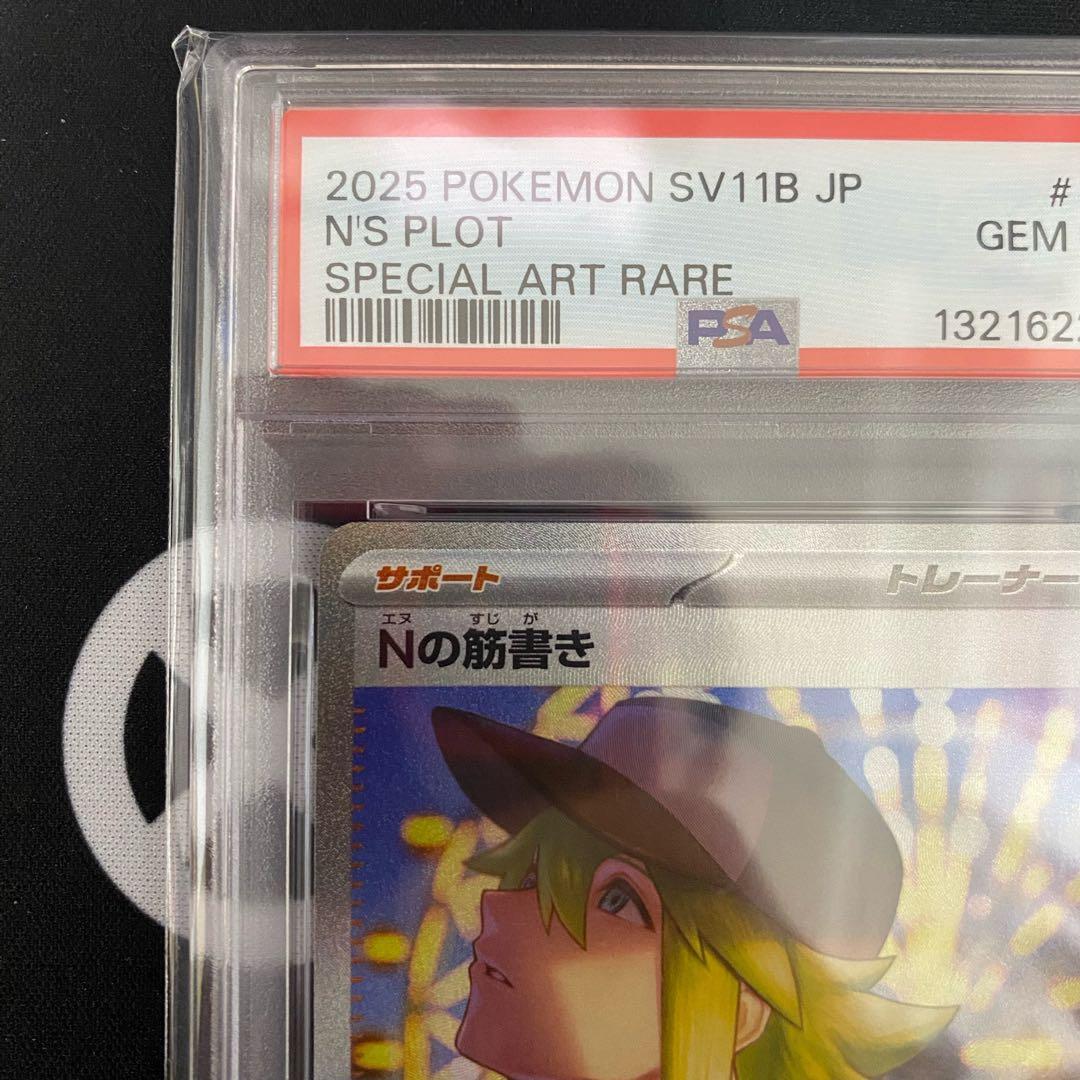 2025 POKEMON SV11B JP #
N'S PLOT GEM
SPECIAL ART RARE
PSA 1321622
サポート トレーナー
エヌ すじ が
Nの筋書き